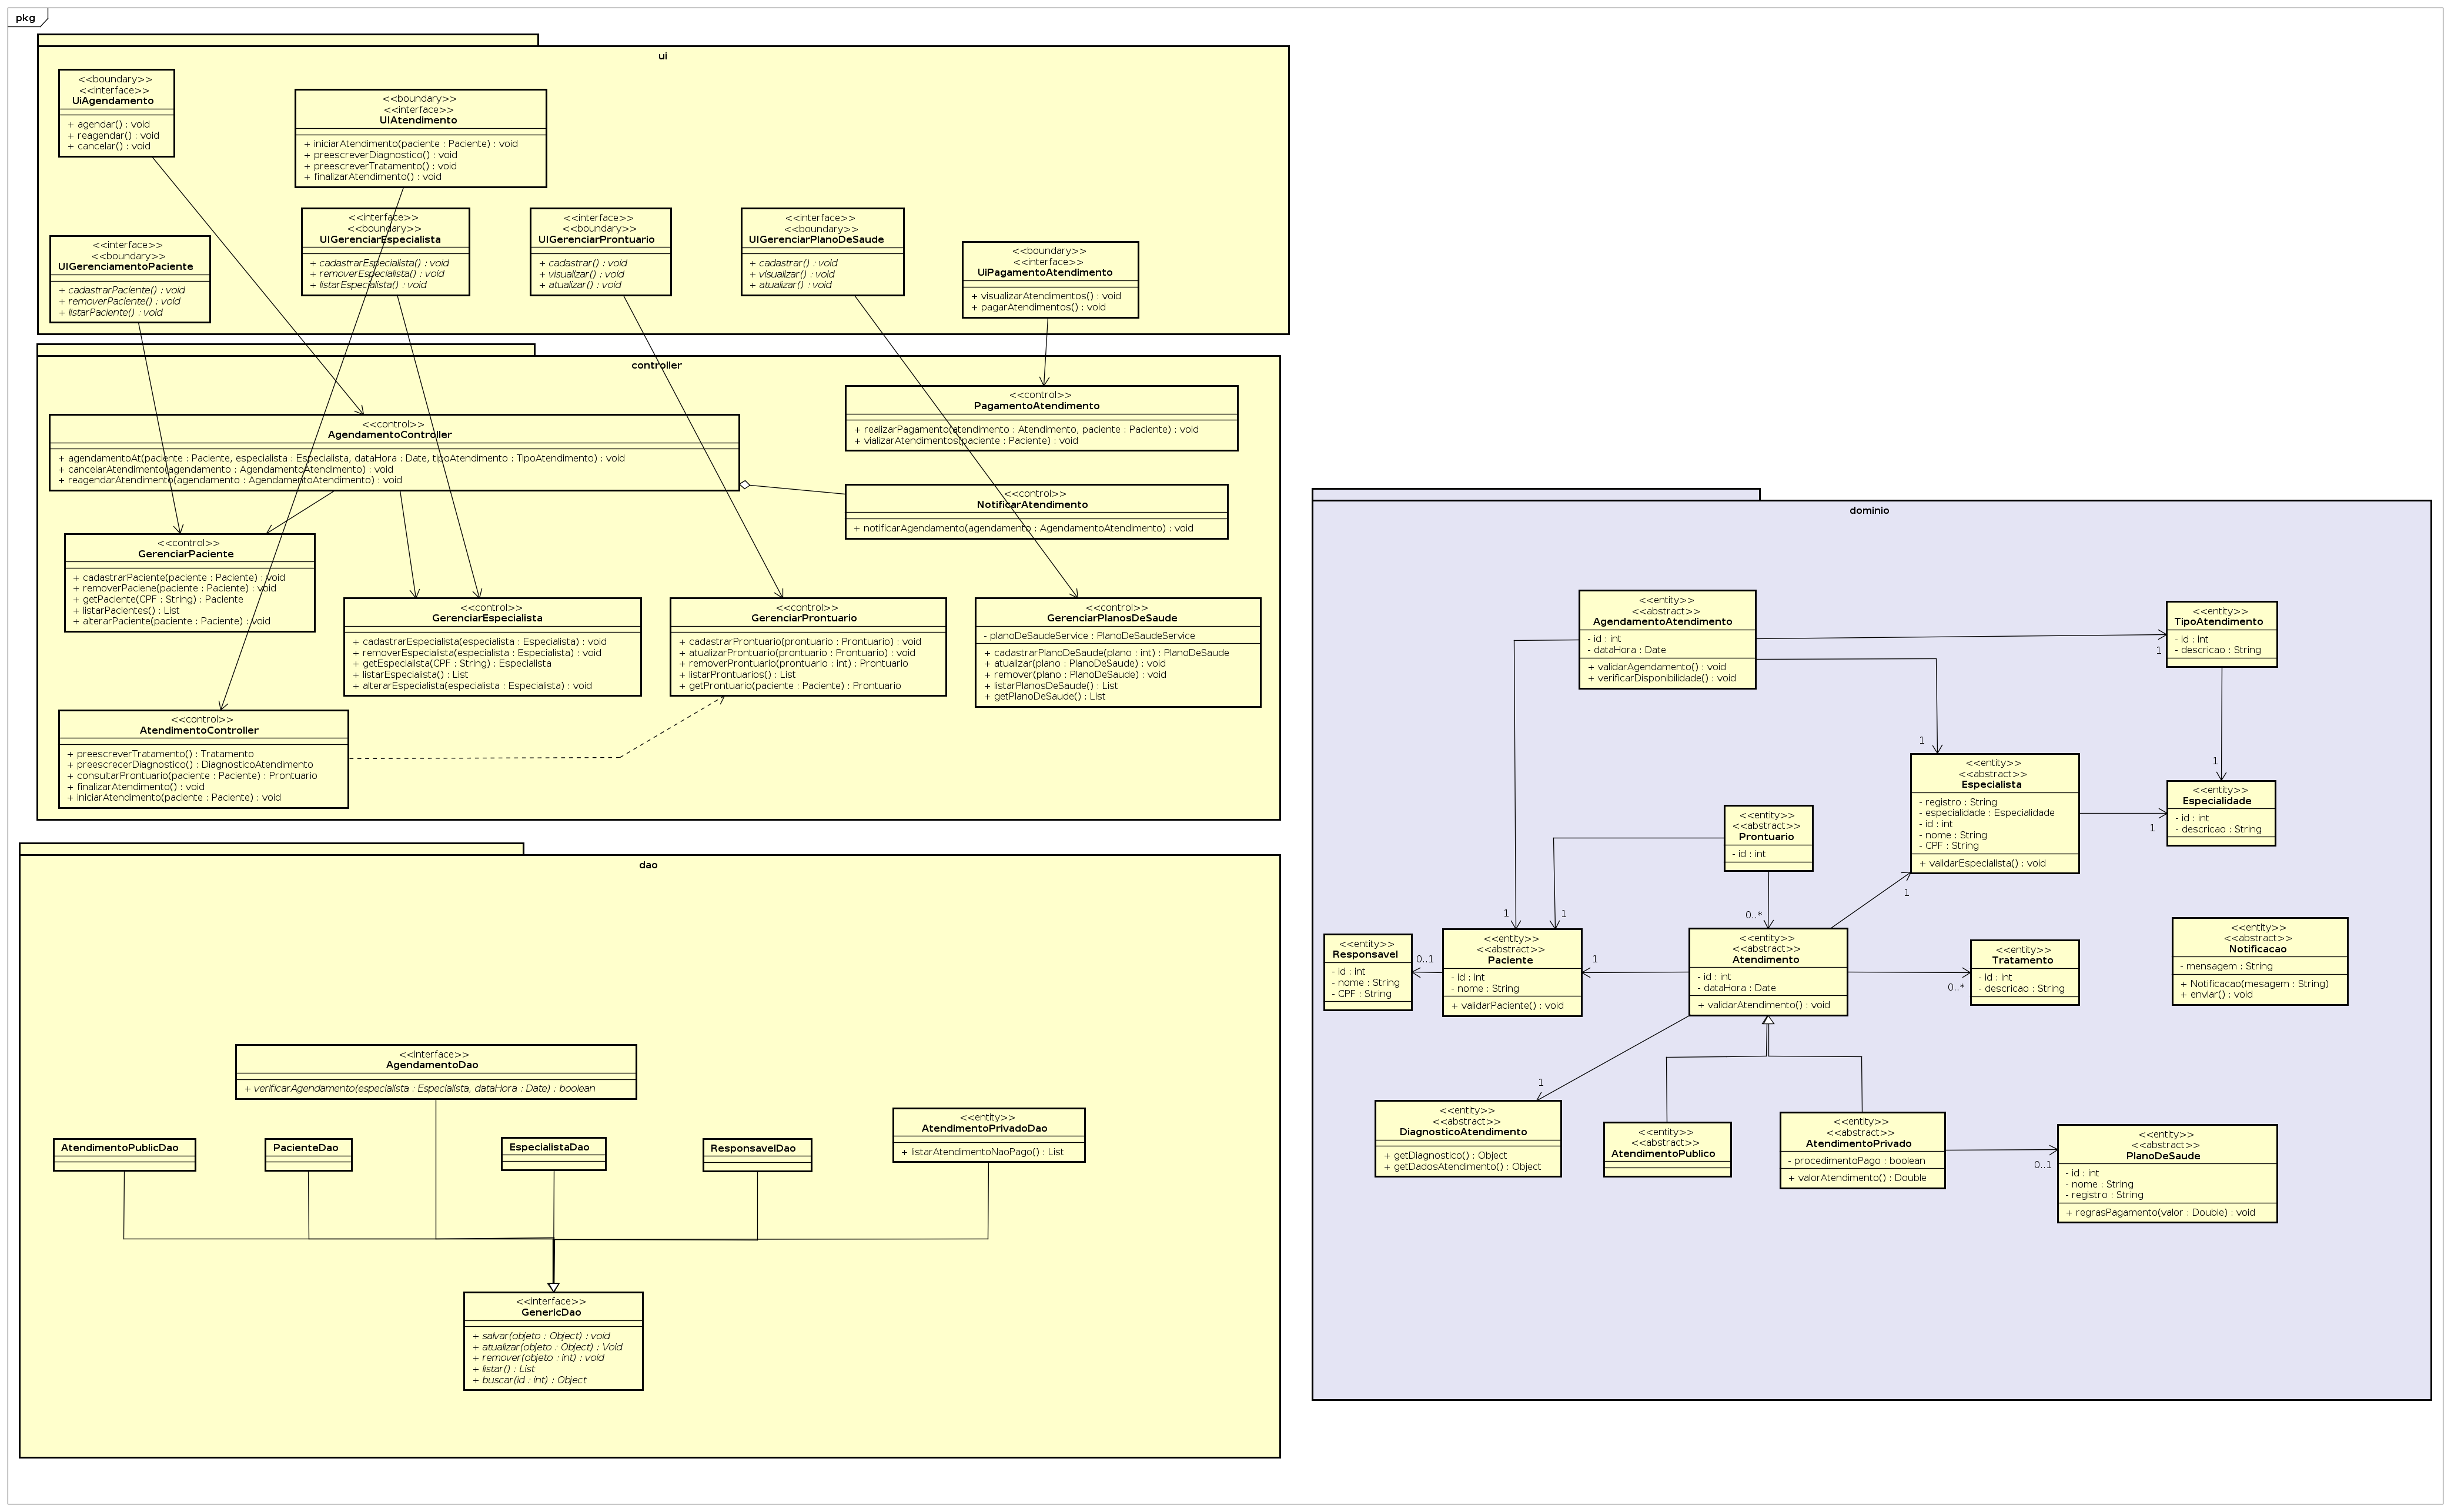 pkg
ui
<<boundary>>
<<interface>>
UiAgendamento
+ agendar() : void
+ reagendar() : void
+ cancelar() : void
<<boundary>>
<<interface>>
UIAtendimento
+ iniciarAtendimento(paciente : Paciente) : void
+ preescreverDiagnostico() : void
+ preescreverTratamento() : void
+ finalizarAtendimento() : void
<<interface>>
<<boundary>>
UIGerenciamentoPaciente
+ cadastrarPaciente() : void
+ removerPaciente() : void
+ listarPaciente() : void
<<interface>>
<<boundary>>
UIGerenciarEspecialista
+ cadastrarEspecialista() : void
+ removerEspecialista() : void
+ listarEspecialista() : void
<<interface>>
<<boundary>>
UIGerenciarProntuario
+ cadastrar() : void
+ visualizar() : void
+ atualizar() : void
<<interface>>
<<boundary>>
UIGerenciarPlanoDeSaude
+ cadastrar() : void
+ visualizar() : void
+ atualizar() : void
<<boundary>>
<<interface>>
UiPagamentoAtendimento
+ visualizarAtendimentos() : void
+ pagarAtendimentos() : void
controller
<<control>>
PagamentoAtendimento
+ realizarPagamento(atendimento : Atendimento, paciente : Paciente) : void
+ vializarAtendimentos(paciente : Paciente) : void
<<control>>
AgendamentoController
+ agendamentoAt(paciente : Paciente, especialista : Especialista, dataHora : Date, tipoAtendimento : TipoAtendimento) : void
+ cancelarAtendimento(agendamento : AgendamentoAtendimento) : void
+ reagendarAtendimento(agendamento : AgendamentoAtendimento) : void
<<control>>
NotificarAtendimento
+ notificarAgendamento(agendamento : AgendamentoAtendimento) : void
<<control>>
GerenciarPaciente
+ cadastrarPaciente(paciente : Paciente) : void
+ removerPaciene(paciente : Paciente) : void
+ getPaciente(CPF : String) : Paciente
+ listarPacientes() : List
+ alterarPaciente(paciente : Paciente) : void
<<control>>
GerenciarEspecialista
+ cadastrarEspecialista(especialista : Especialista) : void
+ removerEspecialista(especialista : Especialista) : void
+ getEspecialista(CPF : String) : Especialista
+ listarEspecialista() : List
+ alterarEspecialista(especialista : Especialista) : void
<<control>>
GerenciarProntuario
+ cadastrarProntuario(prontuario : Prontuario) : void
+ atualizarProntuario(prontuario : Prontuario) : void
+ removerProntuario(prontuario : int) : Prontuario
+ listarProntuarios() : List
+ getProntuario(paciente : Paciente) : Prontuario
<<control>>
GerenciarPlanosDeSaude
- planoDeSaudeService : PlanoDeSaudeService
+ cadastrarPlanoDeSaude(plano : int) : PlanoDeSaude
+ atualizar(plano : PlanoDeSaude) : void
+ remover(plano : PlanoDeSaude) : void
+ listarPlanosDeSaude() : List
+ getPlanoDeSaude() : List
<<control>>
AtendimentoController
+ preescreverTratamento() : Tratamento
+ preescrecerDiagnostico() : DiagnosticoAtendimento
+ consultarProntuario(paciente : Paciente) : Prontuario
+ finalizarAtendimento() : void
+ iniciarAtendimento(paciente : Paciente) : void
dao
<<interface>>
AgendamentoDao
+ verificarAgendamento(especialista : Especialista, dataHora : Date) : boolean
AtendimentoPublicDao
PacienteDao
EspecialistaDao
ResponsavelDao
<<entity>>
AtendimentoPrivadoDao
+ listarAtendimentoNaoPago() : List
<<interface>>
GenericDao
+ salvar(objeto : Object) : void
+ atualizar(objeto : Object) : Void
+ remover(objeto : int) : void
+ listar() : List
+ buscar(id : int) : Object
dominio
<<entity>>
<<abstract>>
AgendamentoAtendimento
- id : int
- dataHora : Date
+ validarAgendamento() : void
+ verificarDisponibilidade() : void
<<entity>>
TipoAtendimento
- id : int
- descricao : String
1
1
1
<<entity>>
<<abstract>>
Especialista
- registro : String
- especialidade : Especialidade
- id : int
- nome : String
- CPF : String
+ validarEspecialista() : void
<<entity>>
Especialidade
- id : int
- descricao : String
1
1
<<entity>>
<<abstract>>
Prontuario
- id : int
1
1
0..*
<<entity>>
Responsavel
- id : int
- nome : String
- CPF : String
0..1
<<entity>>
<<abstract>>
Paciente
- id : int
- nome : String
+ validarPaciente() : void
1
<<entity>>
<<abstract>>
Atendimento
- id : int
- dataHora : Date
+ validarAtendimento() : void
0..*
<<entity>>
Tratamento
- id : int
- descricao : String
<<entity>>
<<abstract>>
Notificacao
- mensagem : String
+ Notificacao(mesagem : String)
+ enviar() : void
1
<<entity>>
<<abstract>>
DiagnosticoAtendimento
+ getDiagnostico() : Object
+ getDadosAtendimento() : Object
<<entity>>
<<abstract>>
AtendimentoPublico
<<entity>>
<<abstract>>
AtendimentoPrivado
- procedimentoPago : boolean
+ valorAtendimento() : Double
0..1
<<entity>>
<<abstract>>
PlanoDeSaude
- id : int
- nome : String
- registro : String
+ regrasPagamento(valor : Double) : void